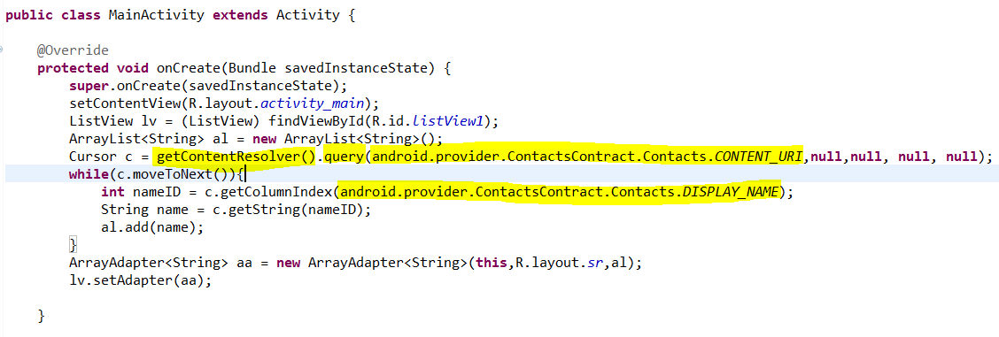 public class MainActivity extends Activity {
@Override
protected void onCreate(Bundle savedInstanceState) {
super.onCreate(savedInstanceState);
setContentView(R.layout.activity_main);
ListView lv = (ListView) findViewById(R.id.listView1);
ArrayList<String> al = new ArrayList<String>();
Cursor c = getContentResolver().query(android.provider.ContactsContract.Contacts.CONTENT_URI,null,null, null, null);
while(c.moveToNext()){
int nameID = c.getColumnIndex(android.provider.ContactsContract.Contacts.DISPLAY_NAME);
String name = c.getString(nameID);
al.add(name);
}
ArrayAdapter<String> aa = new ArrayAdapter<String>(this,R.layout.sr,al);
lv.setAdapter(aa);
}